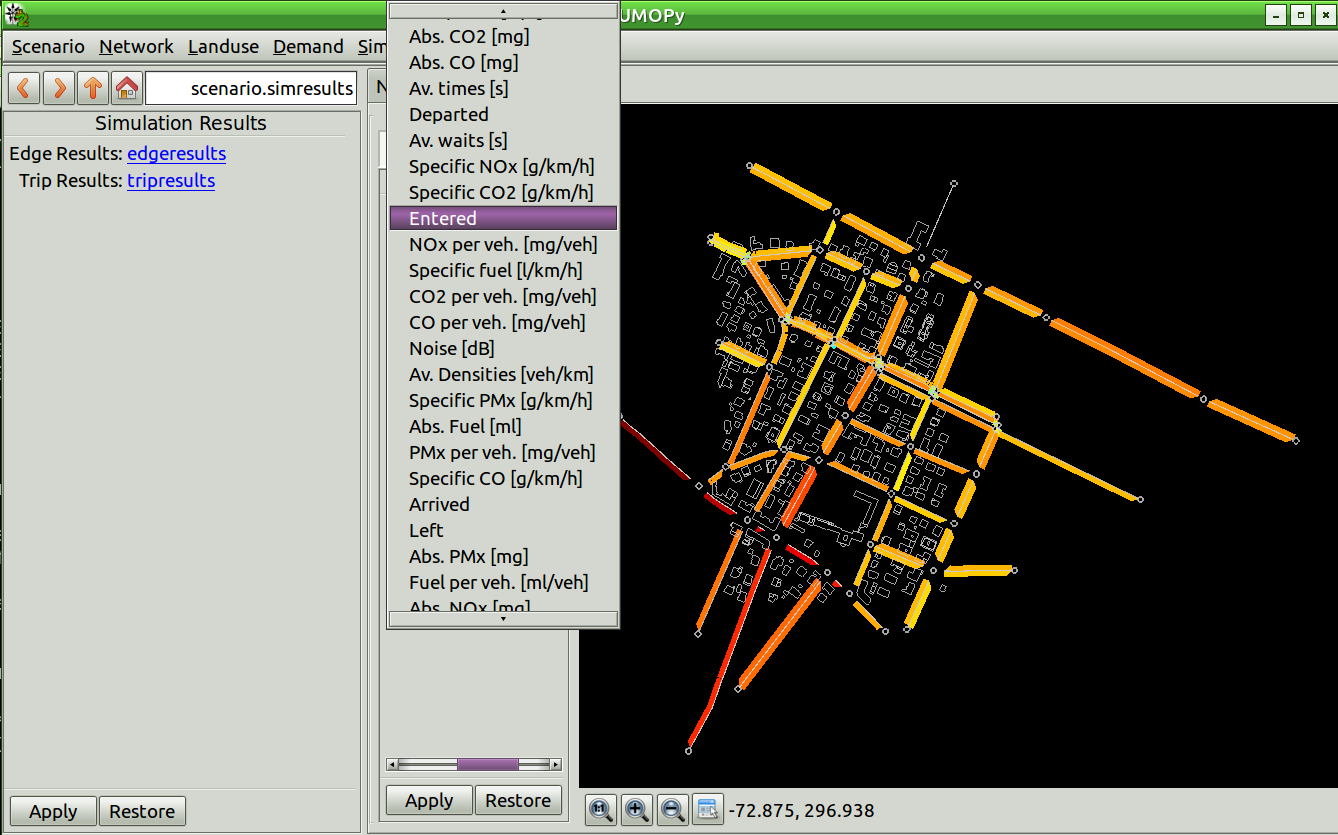 UMOPy
Scenario Network Landuse Demand Sim
scenario.simresults
Simulation Results
Edge Results: edgeresults
Trip Results: tripresults
Apply Restore
N
Abs. CO2 [mg]
Abs. CO [mg]
Av. times [s]
Departed
Av. waits [s]
Specific NOx [g/km/h]
Specific CO2 [g/km/h]
Entered
NOx per veh. [mg/veh]
Specific fuel [l/km/h]
CO2 per veh. [mg/veh]
CO per veh. [mg/veh]
Noise [dB]
Av. Densities [veh/km]
Specific PMx [g/km/h]
Abs. Fuel [ml]
PMx per veh. [mg/veh]
Specific CO [g/km/h]
Arrived
Left
Abs. PMx [mg]
Fuel per veh. [ml/veh]
Abs. NOx [mg]
Apply Restore
1:1 -72.875, 296.938